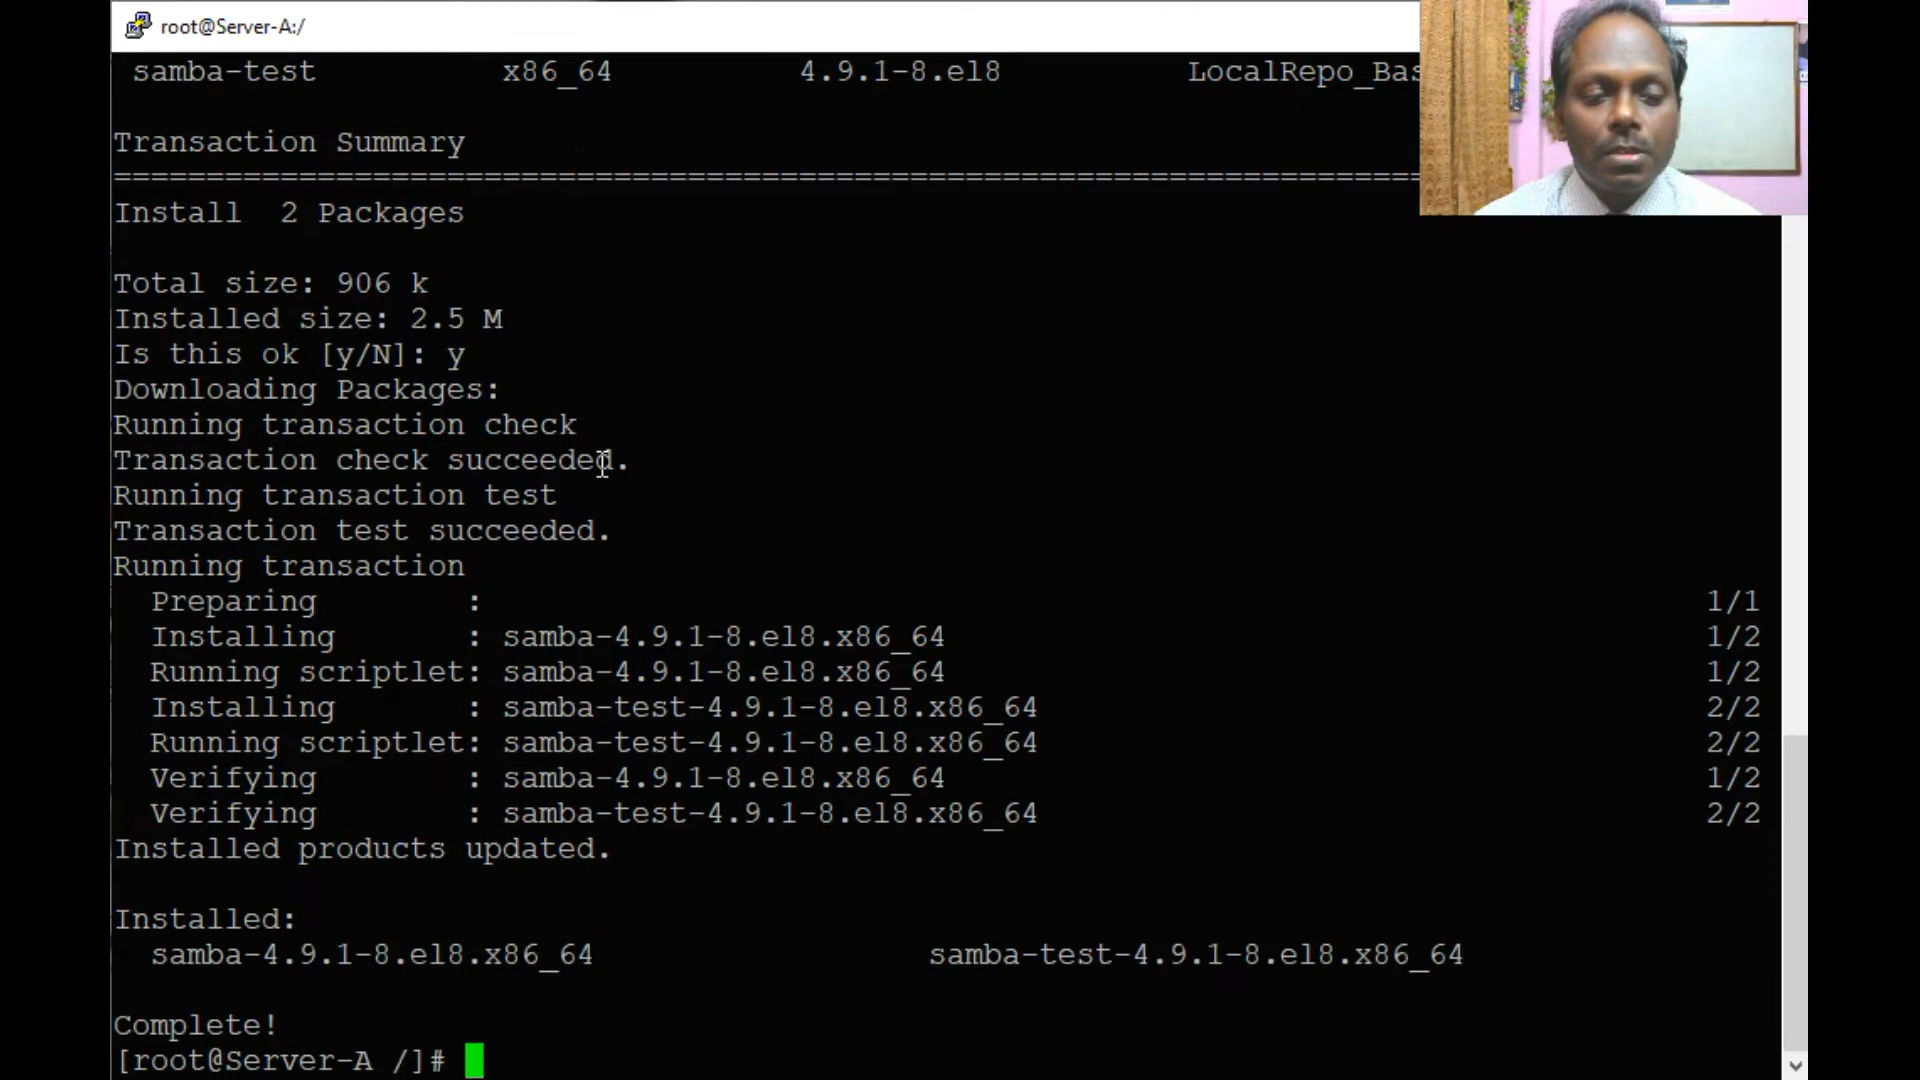 root@Server-A:/
samba-test x86_64 4.9.1-8.el8 LocalRepo_Bas
Transaction Summary
================================================================================
Install 2 Packages
Total size: 906 k
Installed size: 2.5 M
Is this ok [y/N]: y
Downloading Packages:
Running transaction check
Transaction check succeeded.
Running transaction test
Transaction test succeeded.
Running transaction
Preparing : 1/1
Installing : samba-4.9.1-8.el8.x86_64 1/2
Running scriptlet: samba-4.9.1-8.el8.x86_64 1/2
Installing : samba-test-4.9.1-8.el8.x86_64 2/2
Running scriptlet: samba-test-4.9.1-8.el8.x86_64 2/2
Verifying : samba-4.9.1-8.el8.x86_64 1/2
Verifying : samba-test-4.9.1-8.el8.x86_64 2/2
Installed products updated.
Installed:
samba-4.9.1-8.el8.x86_64 samba-test-4.9.1-8.el8.x86_64
Complete!
[root@Server-A /]#